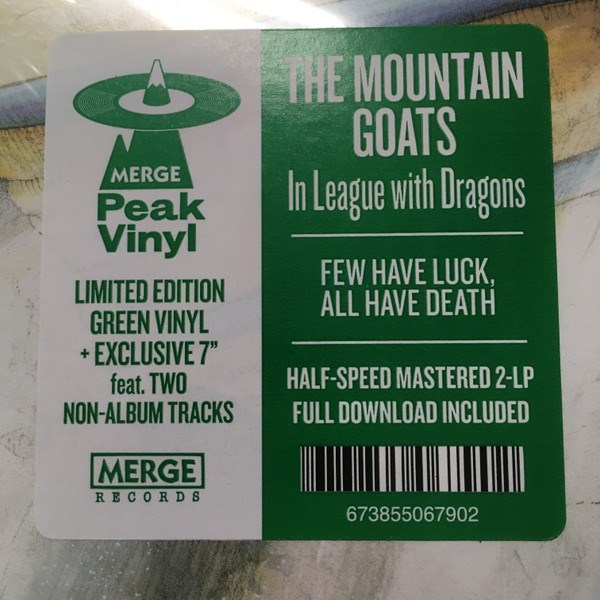 MERGE
Peak
Vinyl
LIMITED EDITION
GREEN VINYL
+ EXCLUSIVE 7”
feat. TWO
NON-ALBUM TRACKS
MERGE
RECORDS
THE MOUNTAIN
GOATS
In League with Dragons
FEW HAVE LUCK,
ALL HAVE DEATH
HALF-SPEED MASTERED 2-LP
FULL DOWNLOAD INCLUDED
673855067902